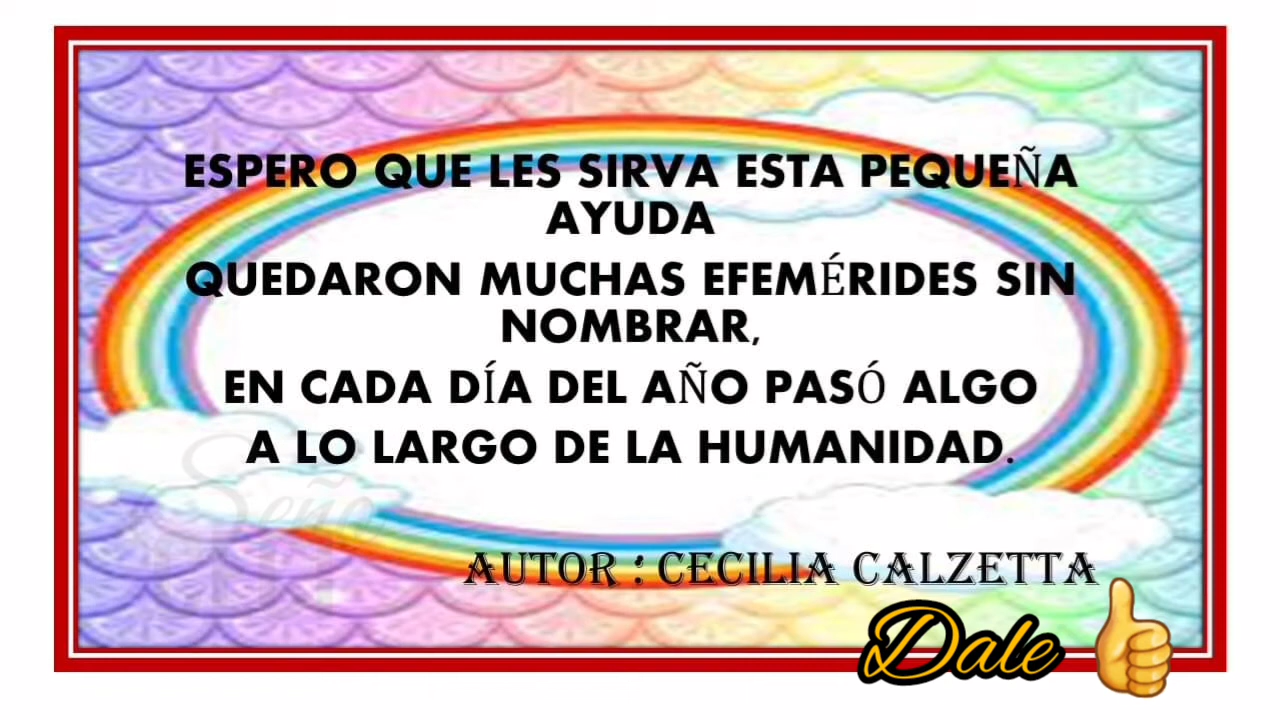 ESPERO QUE LES SIRVA ESTA PEQUEÑA
AYUDA
QUEDARON MUCHAS EFEMÉRIDES SIN
NOMBRAR,
EN CADA DÍA DEL AÑO PASÓ ALGO
A LO LARGO DE LA HUMANIDAD.
Seño
AUTOR : CECILIA CALZETTA
Dale